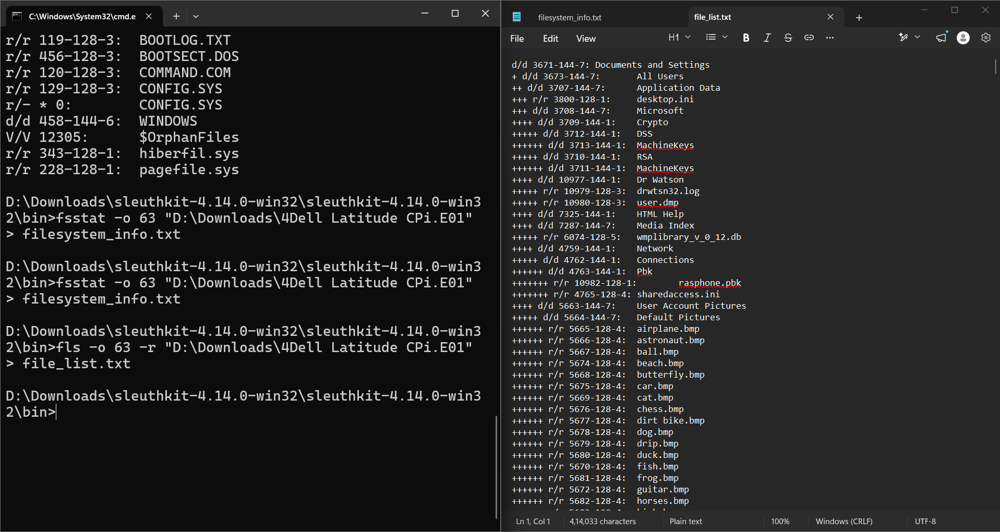 C:\Windows\System32\cmd.e
r/r 119-128-3:  BOOTLOG.TXT
r/r 456-128-3:  BOOTSECT.DOS
r/r 120-128-3:  COMMAND.COM
r/r 129-128-3:  CONFIG.SYS
r/- * 0:        CONFIG.SYS
d/d 458-144-6:  WINDOWS
V/V 12305:      $OrphanFiles
r/r 343-128-1:  hiberfil.sys
r/r 228-128-1:  pagefile.sys
D:\Downloads\sleuthkit-4.14.0-win32\sleuthkit-4.14.0-win3
2\bin>fsstat -o 63 "D:\Downloads\4Dell Latitude CPi.E01"
> filesystem_info.txt
D:\Downloads\sleuthkit-4.14.0-win32\sleuthkit-4.14.0-win3
2\bin>fsstat -o 63 "D:\Downloads\4Dell Latitude CPi.E01"
> filesystem_info.txt
D:\Downloads\sleuthkit-4.14.0-win32\sleuthkit-4.14.0-win3
2\bin>fls -o 63 -r "D:\Downloads\4Dell Latitude CPi.E01"
> file_list.txt
D:\Downloads\sleuthkit-4.14.0-win32\sleuthkit-4.14.0-win3
2\bin>
filesystem_info.txt file_list.txt
File Edit View H1 B I S
d/d 3671-144-7: Documents and Settings
+ d/d 3673-144-7:       All Users
++ d/d 3707-144-7:      Application Data
+++ r/r 3800-128-1:     desktop.ini
+++ d/d 3708-144-7:     Microsoft
++++ d/d 3709-144-1:    Crypto
+++++ d/d 3712-144-1:   DSS
++++++ d/d 3713-144-1:  MachineKeys
+++++ d/d 3710-144-1:   RSA
++++++ d/d 3711-144-1:  MachineKeys
++++ d/d 10977-144-1:   Dr Watson
+++++ r/r 10979-128-3:  drwtsn32.log
+++++ r/r 10980-128-3:  user.dmp
++++ d/d 7325-144-1:    HTML Help
++++ d/d 7287-144-7:    Media Index
+++++ r/r 6074-128-5:   wmplibrary_v_0_12.db
++++ d/d 4759-144-1:    Network
+++++ d/d 4762-144-1:   Connections
++++++ d/d 4763-144-1:  Pbk
+++++++ r/r 10982-128-1:        rasphone.pbk
+++++++ r/r 4765-128-4: sharedaccess.ini
++++ d/d 5663-144-7:    User Account Pictures
+++++ d/d 5664-144-7:   Default Pictures
++++++ r/r 5665-128-4:  airplane.bmp
++++++ r/r 5666-128-4:  astronaut.bmp
++++++ r/r 5667-128-4:  ball.bmp
++++++ r/r 5674-128-4:  beach.bmp
++++++ r/r 5668-128-4:  butterfly.bmp
++++++ r/r 5675-128-4:  car.bmp
++++++ r/r 5669-128-4:  cat.bmp
++++++ r/r 5676-128-4:  chess.bmp
++++++ r/r 5677-128-4:  dirt bike.bmp
++++++ r/r 5678-128-4:  dog.bmp
++++++ r/r 5679-128-4:  drip.bmp
++++++ r/r 5680-128-4:  duck.bmp
++++++ r/r 5670-128-4:  fish.bmp
++++++ r/r 5681-128-4:  frog.bmp
++++++ r/r 5672-128-4:  guitar.bmp
++++++ r/r 5682-128-4:  horses.bmp
Ln 1, Col 1 4,14,033 characters Plain text 100% Windows (CRLF) UTF-8